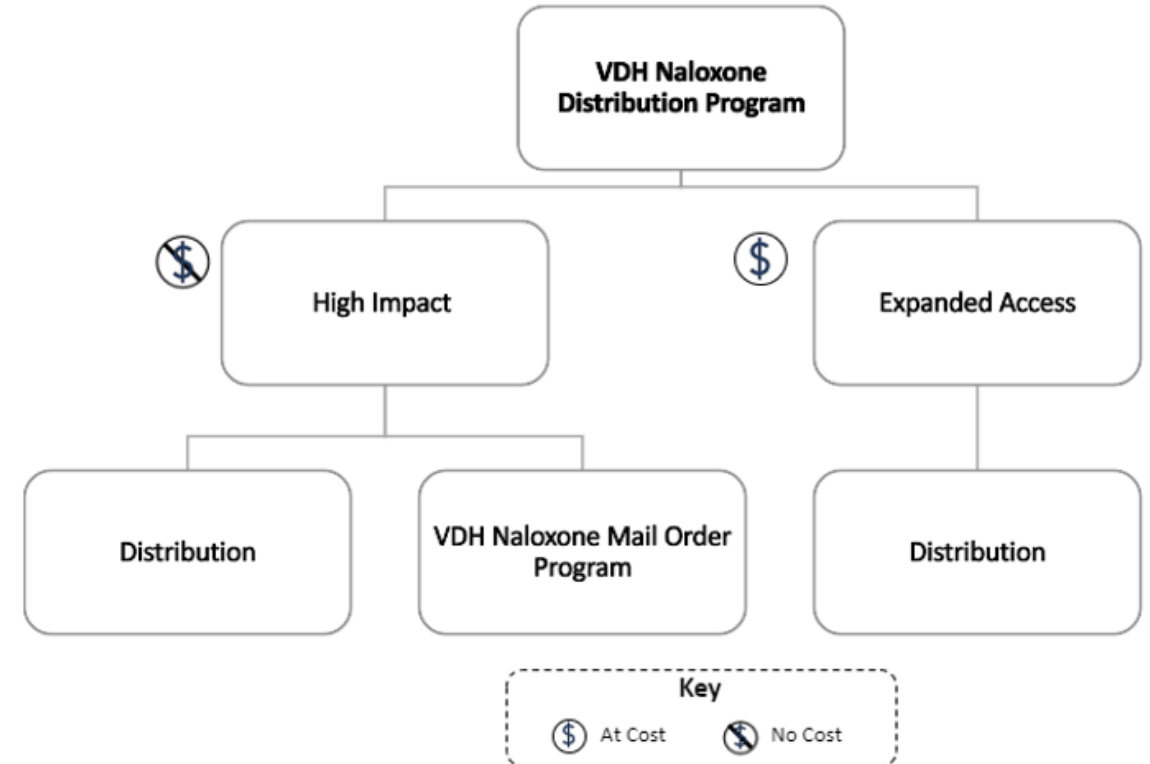 VDH Naloxone
Distribution Program
High Impact
Expanded Access
Distribution
VDH Naloxone Mail Order
Program
Distribution
Key
$ At Cost
$ No Cost